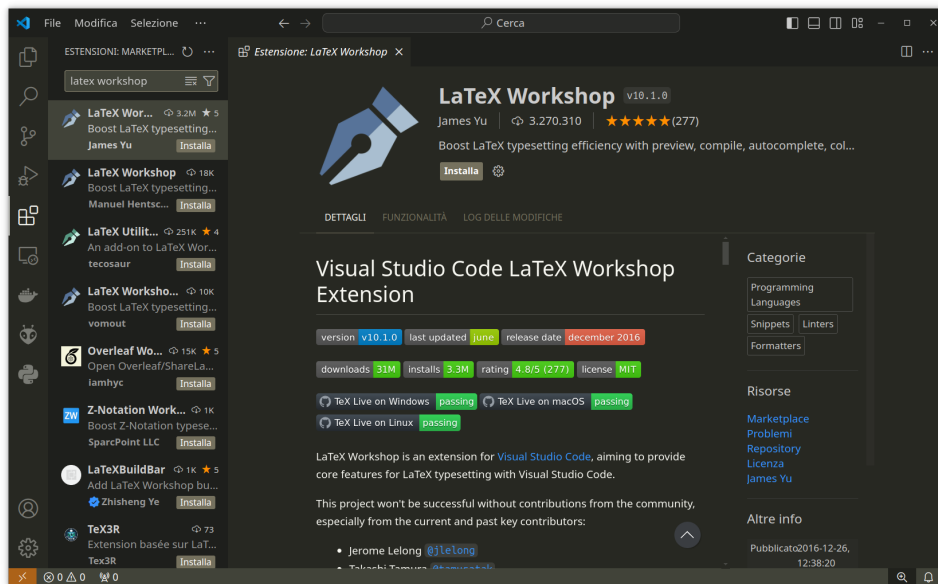 File Modifica Selezione ··· Cerca
ESTENSIONI: MARKETPL...
latex workshop
LaTeX Wor... 3.2M ★ 5
Boost LaTeX typesetting...
James Yu Installa
LaTeX Workshop 18K
Boost LaTeX typesetting...
Manuel Hentsc... Installa
LaTeX Utilit... 251K ★ 4
An add-on to LaTeX Wor...
tecosaur Installa
LaTeX Worksho... 10K
Boost LaTeX typesetting...
vomout Installa
Overleaf Wo... 15K ★ 5
Open Overleaf/ShareLa...
iamhyc Installa
ZW
Z-Notation Work... 1K
Boost Z-Notation typese...
SparcPoint LLC Installa
LaTeXBuildBar 1K ★ 5
Add LaTeX Workshop bu...
Zhisheng Ye Installa
TeX3R 73
Extension basée sur LaT...
Tex3R Installa
Estensione: LaTeX Workshop
LaTeX Workshop v10.1.0
James Yu 3.270.310 ★★★★★(277)
Boost LaTeX typesetting efficiency with preview, compile, autocomplete, col...
Installa
DETTAGLI FUNZIONALITÀ LOG DELLE MODIFICHE
Visual Studio Code LaTeX Workshop
Extension
version v10.1.0 last updated june release date december 2016
downloads 31M installs 3.3M rating 4.8/5 (277) license MIT
TeX Live on Windows passing TeX Live on macOS passing
TeX Live on Linux passing
LaTeX Workshop is an extension for Visual Studio Code, aiming to provide
core features for LaTeX typesetting with Visual Studio Code.
This project won't be successful without contributions from the community,
especially from the current and past key contributors:
• Jerome Lelong @jlelong
• Takashi Tamura @tamuratak
Categorie
Programming
Languages
Snippets Linters
Formatters
Risorse
Marketplace
Problemi
Repository
Licenza
James Yu
Altre info
Pubblicato 2016-12-26,
12:38:20
0 0 0